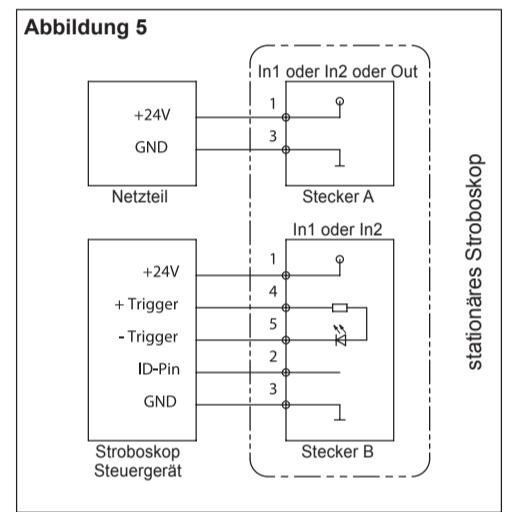 Abbildung 5
In1 oder In2 oder Out
+24V
1
GND
3
Netzteil
Stecker A
In1 oder In2
+24V
1
+ Trigger
4
- Trigger
5
ID-Pin
2
GND
3
Stroboskop
Steuergerät
Stecker B
stationäres Stroboskop